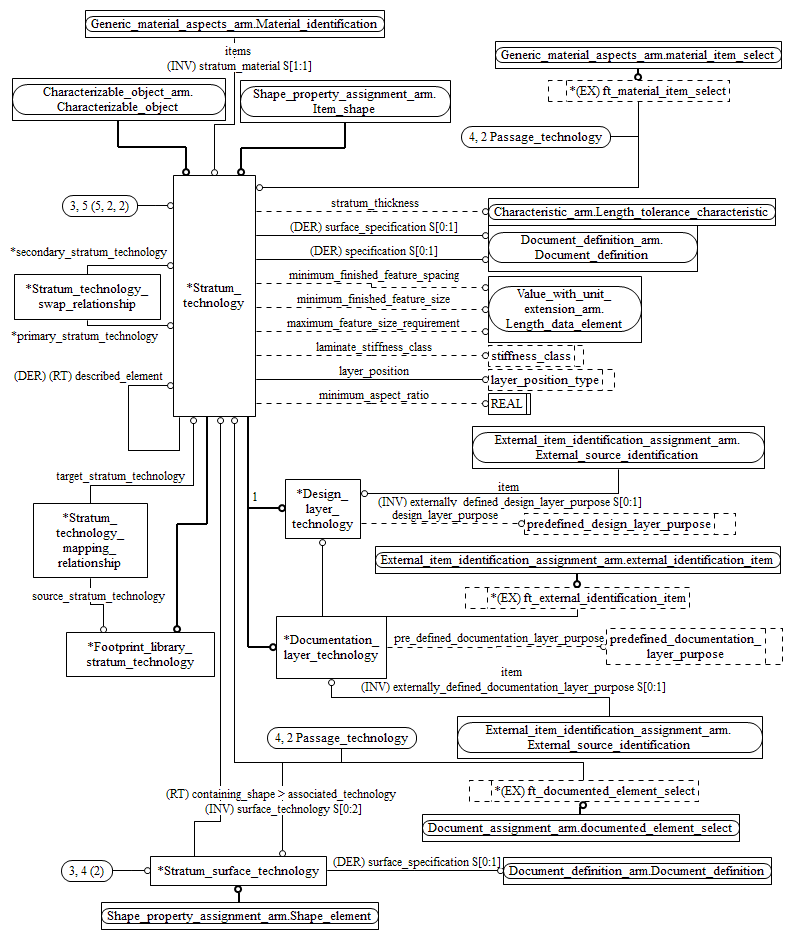 Generic_material_aspects_arm.Material_identification
items
(INV) stratum_material S[1:1]
Generic_material_aspects_arm.material_item_select
*(EX) ft_material_item_select
Characterizable_object_arm.
Characterizable_object
Shape_property_assignment_arm.
Item_shape
4, 2 Passage_technology
3, 5 (5, 2, 2)
stratum_thickness
Characteristic_arm.Length_tolerance_characteristic
(DER) surface_specification S[0:1]
Document_definition_arm.
Document_definition
(DER) specification S[0:1]
*secondary_stratum_technology
*Stratum_technology_
swap_relationship
*primary_stratum_technology
*Stratum_
technology
minimum_finished_feature_spacing
minimum_finished_feature_size
maximum_feature_size_requirement
Value_with_unit_
extension_arm.
Length_data_element
laminate_stiffness_class
stiffness_class
layer_position
layer_position_type
minimum_aspect_ratio
REAL
(DER) (RT) described_element
External_item_identification_assignment_arm.
External_source_identification
target_stratum_technology
1
*Design_
layer_
technology
item
(INV) externally_defined_design_layer_purpose S[0:1]
design_layer_purpose
predefined_design_layer_purpose
*Stratum_
technology_
mapping_
relationship
External_item_identification_assignment_arm.external_identification_item
*(EX) ft_external_identification_item
source_stratum_technology
*Footprint_library_
stratum_technology
*Documentation_
layer_technology
pre_defined_documentation_layer_purpose
predefined_documentation_
layer_purpose
item
(INV) externally_defined_documentation_layer_purpose S[0:1]
External_item_identification_assignment_arm.
External_source_identification
4, 2 Passage_technology
(RT) containing_shape > associated_technology
(INV) surface_technology S[0:2]
*(EX) ft_documented_element_select
Document_assignment_arm.documented_element_select
3, 4 (2)
*Stratum_surface_technology
(DER) surface_specification S[0:1]
Document_definition_arm.Document_definition
Shape_property_assignment_arm.Shape_element